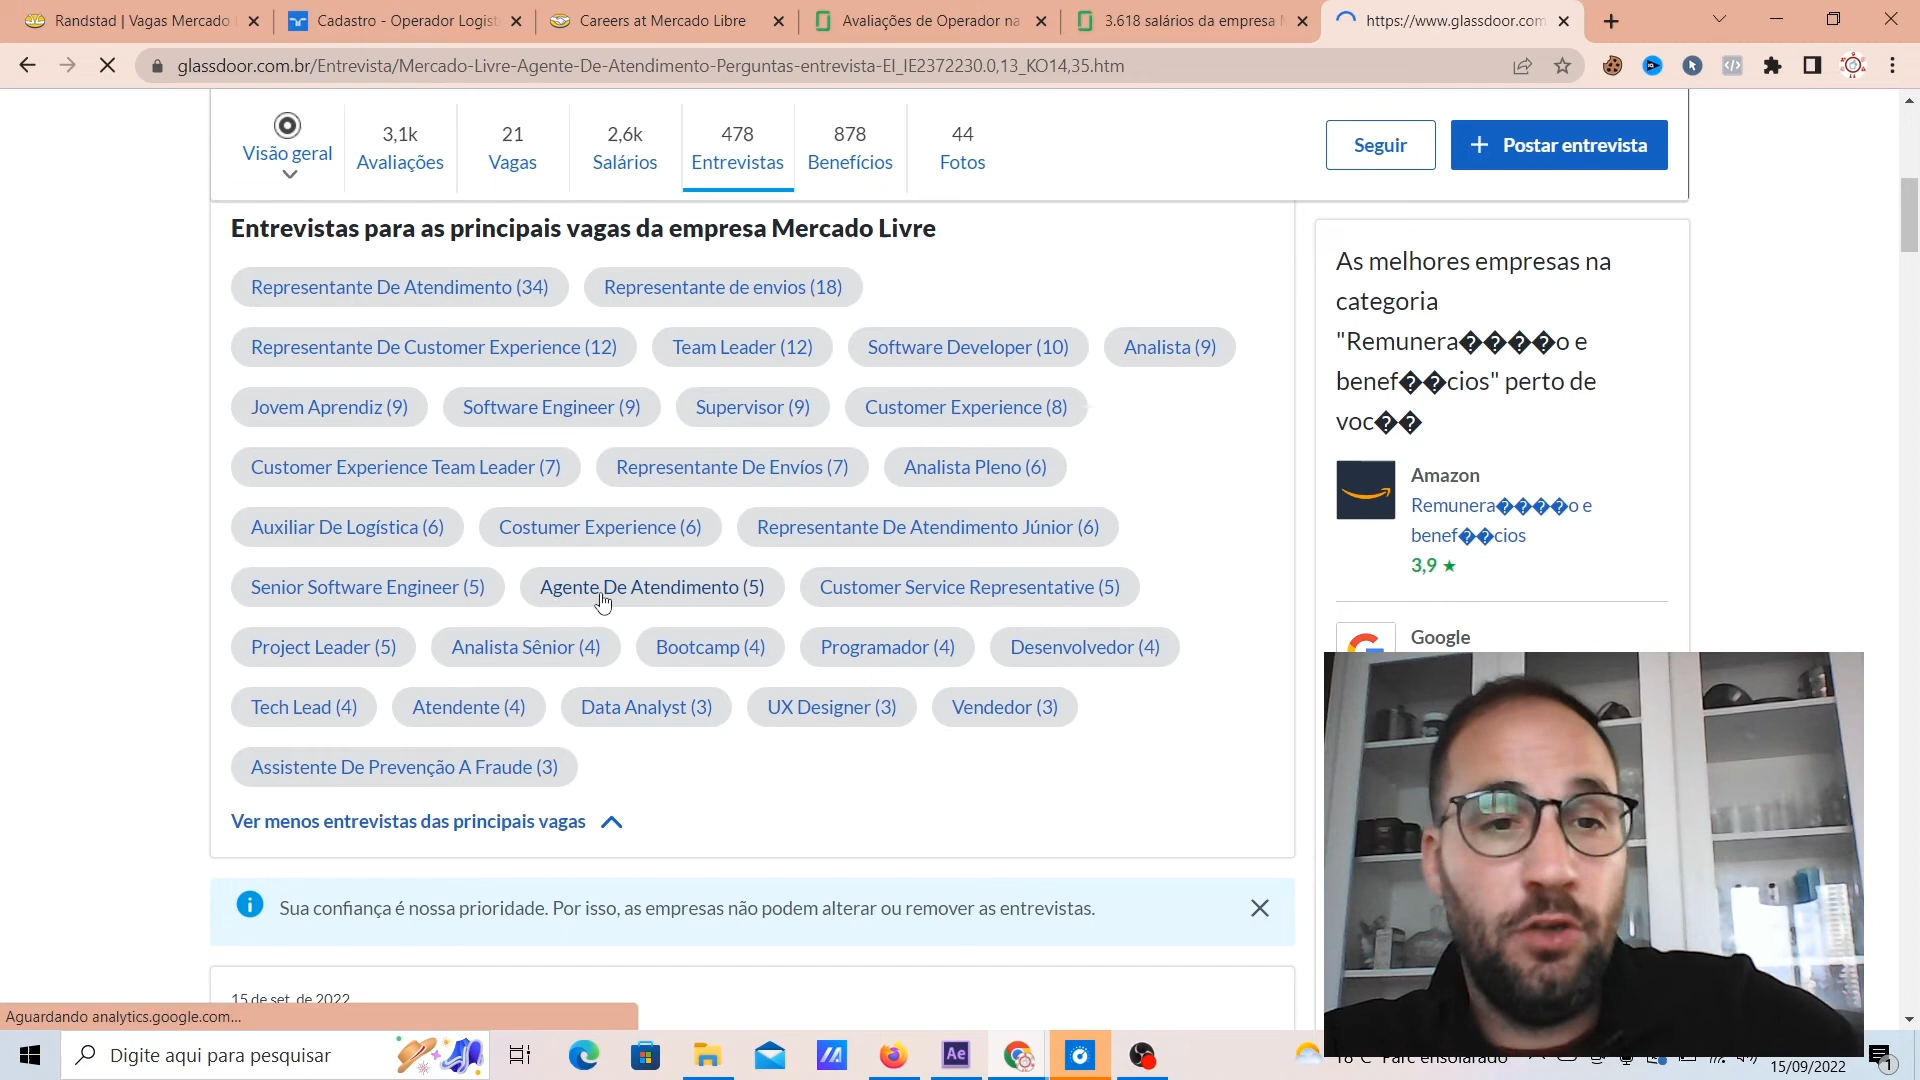 Randstad | Vagas Mercado
Cadastro - Operador Logist
Careers at Mercado Libre
Avaliações de Operador na
3.618 salários da empresa
https://www.glassdoor.com
glassdoor.com.br/Entrevista/Mercado-Livre-Agente-De-Atendimento-Perguntas-entrevista-EI_IE2372230.0,13_KO14,35.htm
Visão geral
3,1k
Avaliações
21
Vagas
2,6k
Salários
478
Entrevistas
878
Benefícios
44
Fotos
Seguir
+ Postar entrevista
Entrevistas para as principais vagas da empresa Mercado Livre
Representante De Atendimento (34) Representante de envios (18)
Representante De Customer Experience (12) Team Leader (12) Software Developer (10) Analista (9)
Jovem Aprendiz (9) Software Engineer (9) Supervisor (9) Customer Experience (8)
Customer Experience Team Leader (7) Representante De Envíos (7) Analista Pleno (6)
Auxiliar De Logística (6) Costumer Experience (6) Representante De Atendimento Júnior (6)
Senior Software Engineer (5) Agente De Atendimento (5) Customer Service Representative (5)
Project Leader (5) Analista Sênior (4) Bootcamp (4) Programador (4) Desenvolvedor (4)
Tech Lead (4) Atendente (4) Data Analyst (3) UX Designer (3) Vendedor (3)
Assistente De Prevenção A Fraude (3)
Ver menos entrevistas das principais vagas
Sua confiança é nossa prioridade. Por isso, as empresas não podem alterar ou remover as entrevistas.
15 de set. de 2022
As melhores empresas na
categoria
"Remunera����o e
benef��cios" perto de
voc��
Amazon
Remunera����o e
benef��cios
3,9 ★
Google
Aguardando analytics.google.com...
Digite aqui para pesquisar
Ae
18°C Parc ensolarado
15/09/2022
1